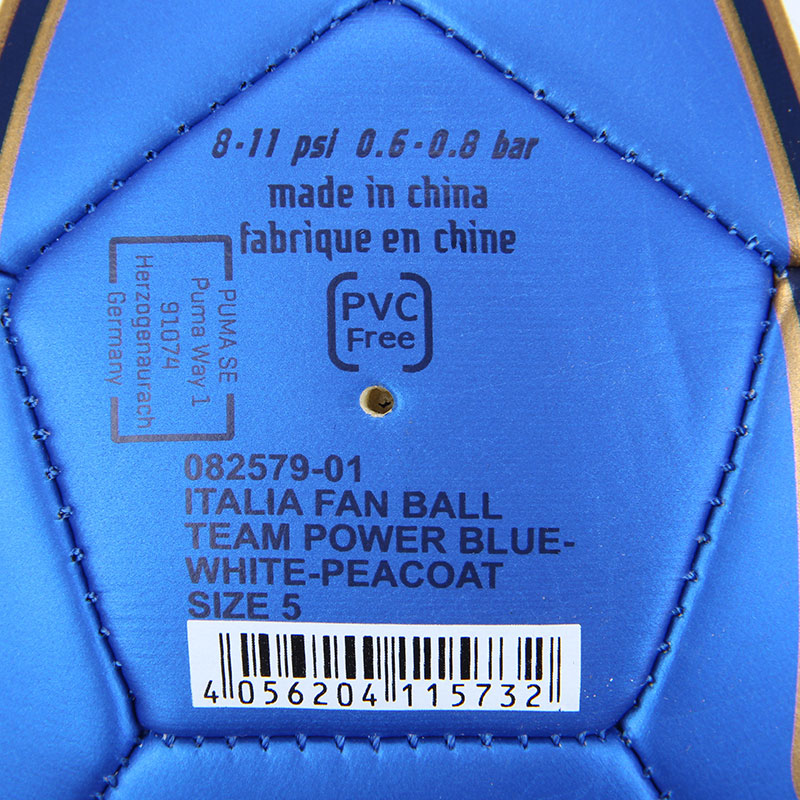 8-11 psi 0.6-0.8 bar
made in china
fabrique en chine
PVC
Free
PUMA SE
Puma Way 1
91074
Herzogenaurach
Germany
082579-01
ITALIA FAN BALL
TEAM POWER BLUE-
WHITE-PEACOAT
SIZE 5
4 056204 115732